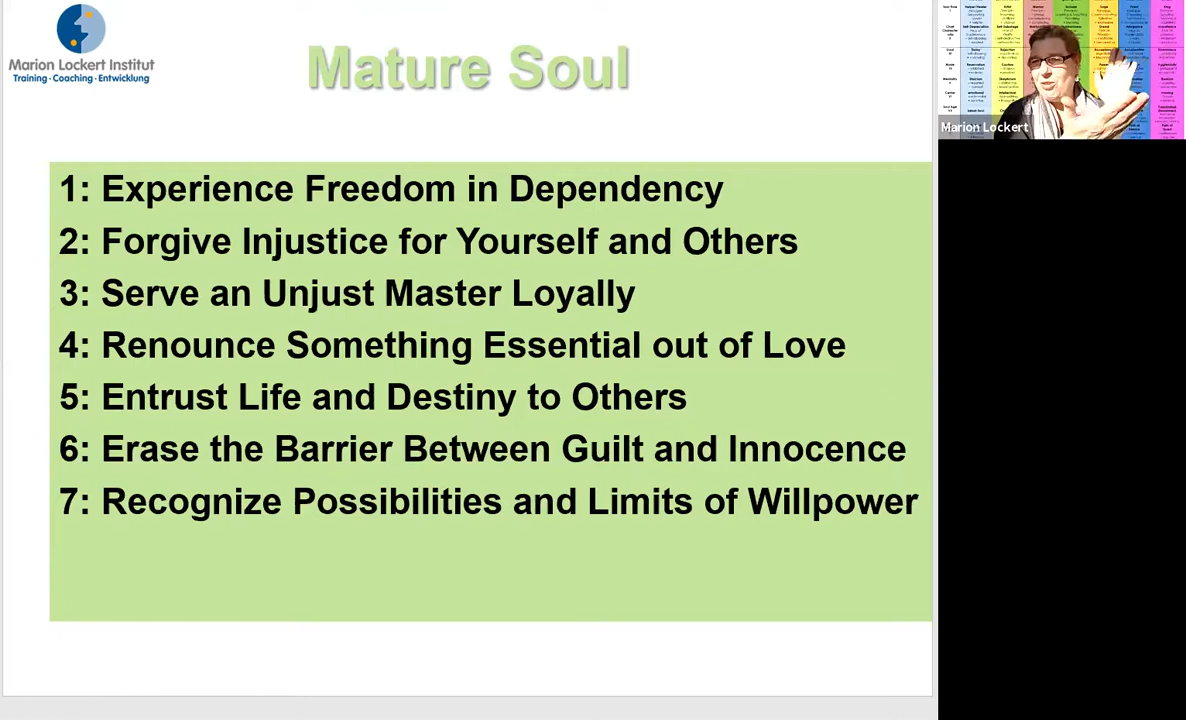 Marion Lockert Institut
Training · Coaching · Entwicklung
Mature Soul
1: Experience Freedom in Dependency
2: Forgive Injustice for Yourself and Others
3: Serve an Unjust Master Loyally
4: Renounce Something Essential out of Love
5: Entrust Life and Destiny to Others
6: Erase the Barrier Between Guilt and Innocence
7: Recognize Possibilities and Limits of Willpower
Marion Lockert